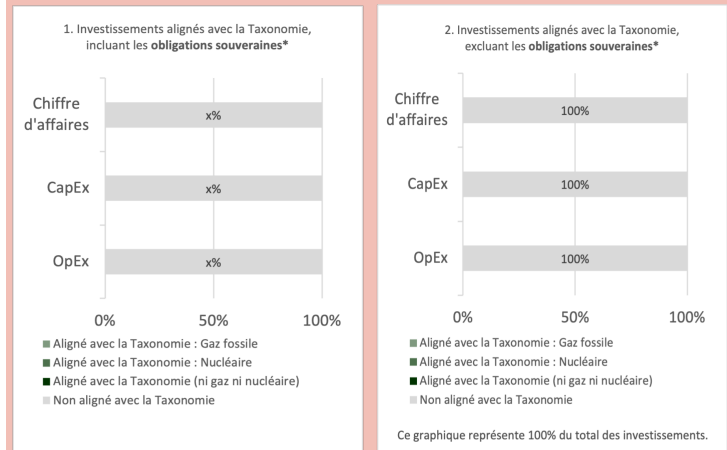 1. Investissements alignés avec la Taxonomie,
incluant les obligations souveraines*
Chiffre
d'affaires
x%
CapEx
x%
OpEx
x%
0% 50% 100%
Aligné avec la Taxonomie : Gaz fossile
Aligné avec la Taxonomie : Nucléaire
Aligné avec la Taxonomie (ni gaz ni nucléaire)
Non aligné avec la Taxonomie
2. Investissements alignés avec la Taxonomie,
excluant les obligations souveraines*
Chiffre
d'affaires
100%
CapEx
100%
OpEx
100%
0% 50% 100%
Aligné avec la Taxonomie : Gaz fossile
Aligné avec la Taxonomie : Nucléaire
Aligné avec la Taxonomie (ni gaz ni nucléaire)
Non aligné avec la Taxonomie
Ce graphique représente 100% du total des investissements.